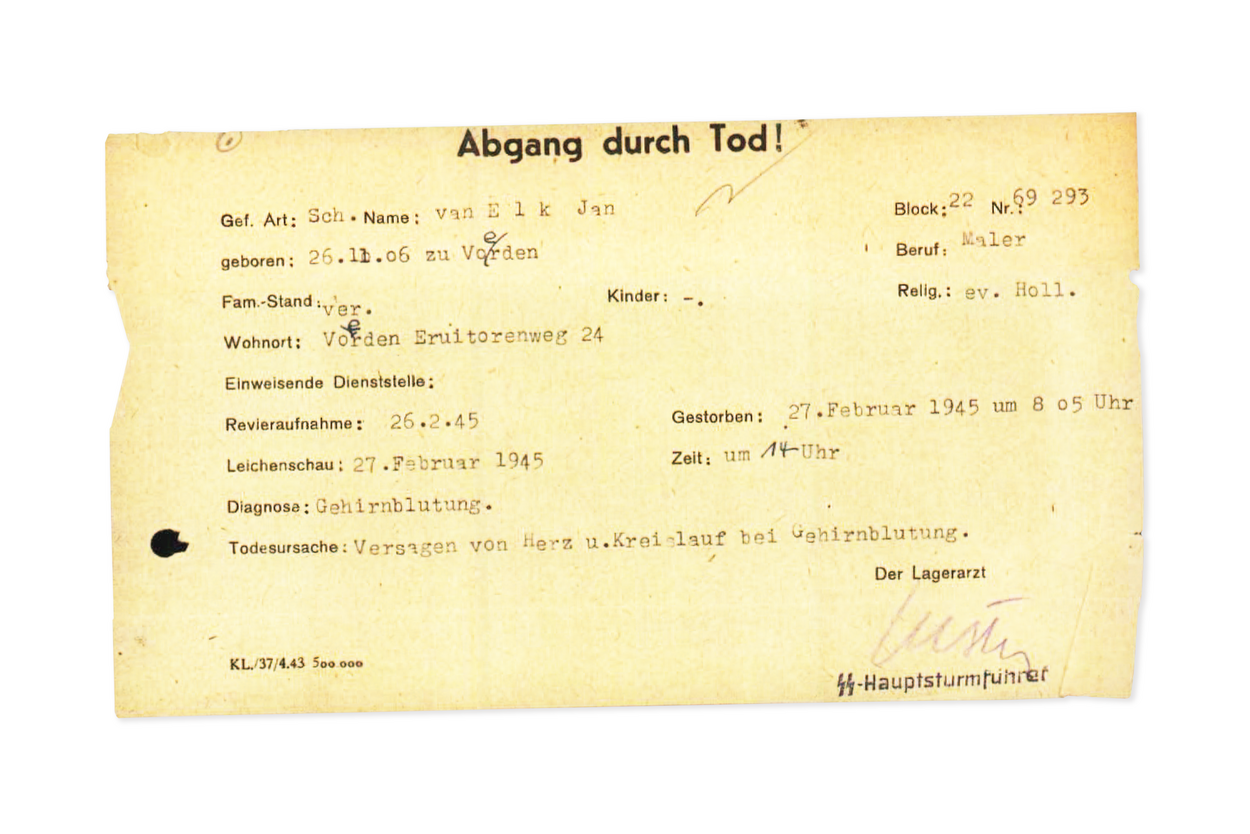 Abgang durch Tod!
Gef. Art: Sch. Name: van E l k Jan Block: 22 Nr.: 69 293
geboren: 26.11.06 zu Veorden Beruf: Maler
Fam.-Stand: ver. Kinder: -. Relig.: ev. Holl.
Wohnort: Veorden Eruitorenweg 24
Einweisende Dienststelle:
Revieraufnahme: 26.2.45 Gestorben: 27.Februar 1945 um 8 05 Uhr
Leichenschau: 27.Februar 1945 Zeit: um 14 Uhr
Diagnose: Gehirnblutung.
Todesursache: Versagen von Herz u.Kreislauf bei Gehirnblutung.
Der Lagerarzt
SS-Hauptsturmführer
KL./37/4.43 500.000